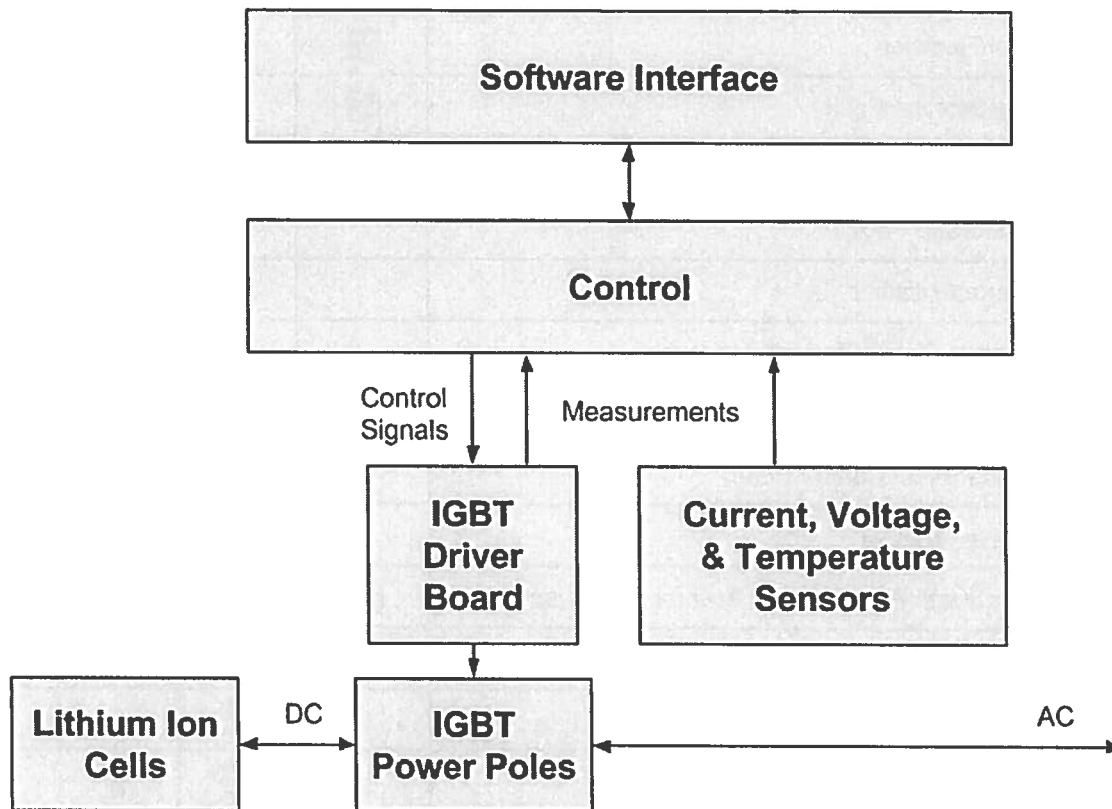 Software Interface
Control
Control
Signals
Measurements
IGBT
Driver
Board
Current, Voltage,
& Temperature
Sensors
Lithium Ion
Cells
DC
IGBT
Power Poles
AC